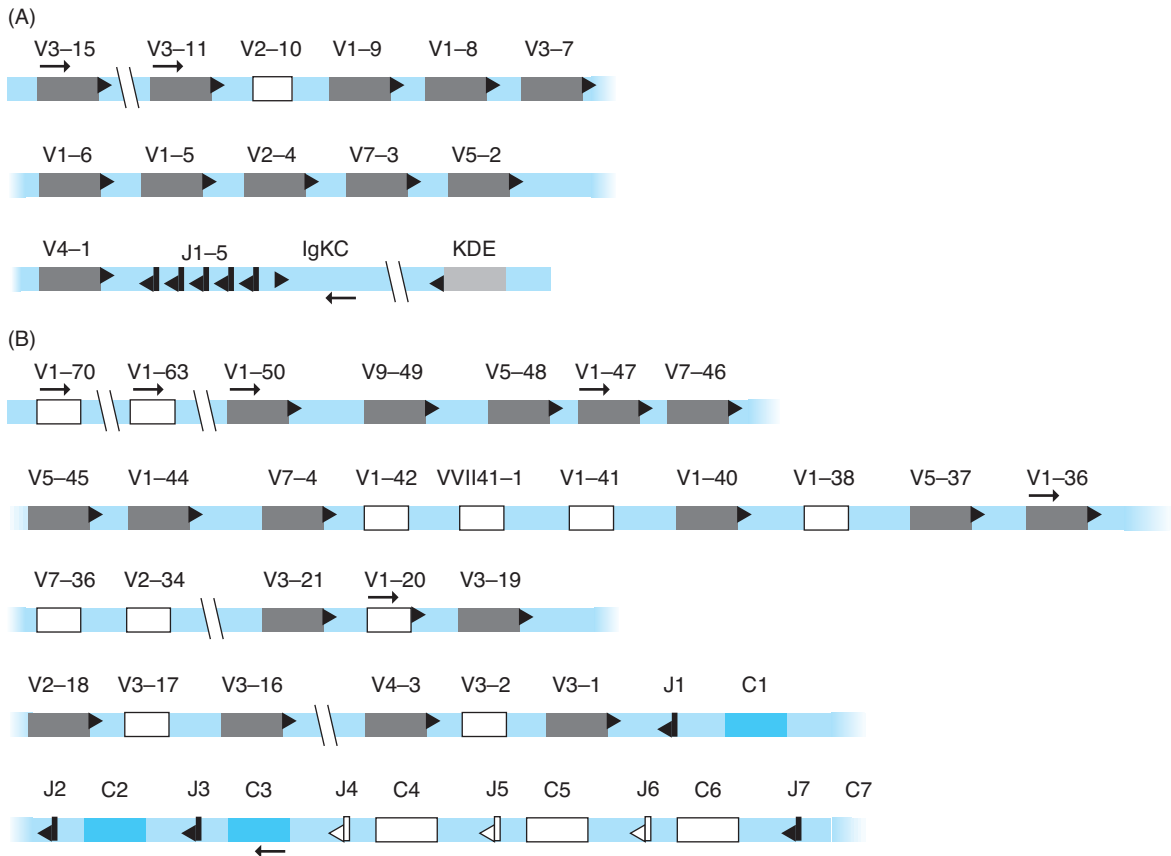 (A)
V3–15 V3–11 V2–10 V1–9 V1–8 V3–7
V1–6 V1–5 V2–4 V7–3 V5–2
V4–1 J1–5 IgKC KDE
(B)
V1–70 V1–63 V1–50 V9–49 V5–48 V1–47 V7–46
V5–45 V1–44 V7–4 V1–42 VVII41–1 V1–41 V1–40 V1–38 V5–37 V1–36
V7–36 V2–34 V3–21 V1–20 V3–19
V2–18 V3–17 V3–16 V4–3 V3–2 V3–1 J1 C1
J2 C2 J3 C3 J4 C4 J5 C5 J6 C6 J7 C7